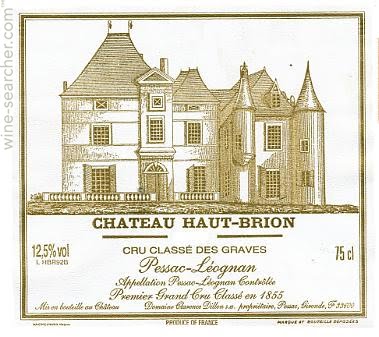 wine-searcher.com
CHATEAU HAUT-BRION
12,5% vol
L HBR92B
CRU CLASSÉ DES GRAVES
75 cl
Pessac-Léognan
Appellation Pessac-Léognan Contrôlée
Premier Grand Cru Classé en 1855
Mis en bouteille au Château
Domaine Clarence Dillon s.a. propriétaire, Pessac, Gironde, F 33400
PRODUCE OF FRANCE
MARQUE ET BOUTEILLE DÉPOSÉES